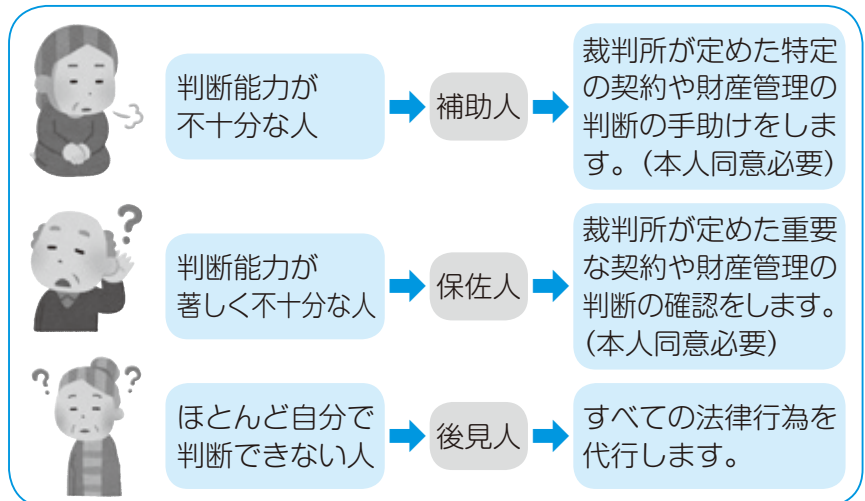 判断能力が
不十分な人
補助人
裁判所が定めた特定
の契約や財産管理の
判断の手助けをしま
す。（本人同意必要）
?
判断能力が
著しく不十分な人
保佐人
裁判所が定めた重要
な契約や財産管理の
判断の確認をします。
（本人同意必要）
? ?
ほとんど自分で
判断できない人
後見人
すべての法律行為を
代行します。